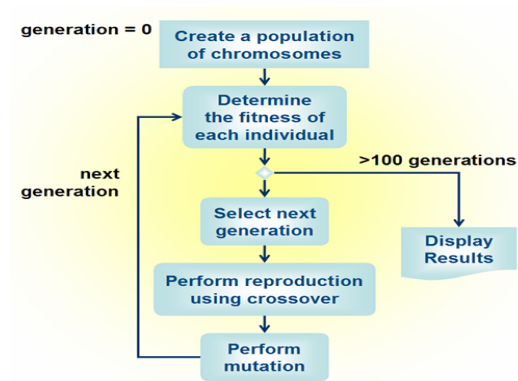 generation = 0
Create a population
of chromosomes
Determine
the fitness of
each individual
>100 generations
next
generation
Select next
generation
Display
Results
Perform reproduction
using crossover
Perform
mutation